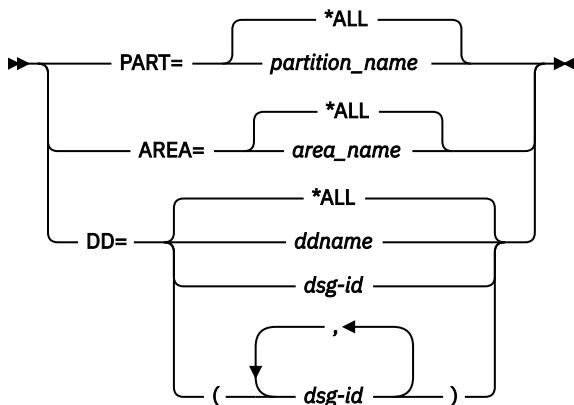 *ALL
PART= partition_name
*ALL
AREA= area_name
*ALL
DD= ddname
dsg-id
,
( dsg-id )